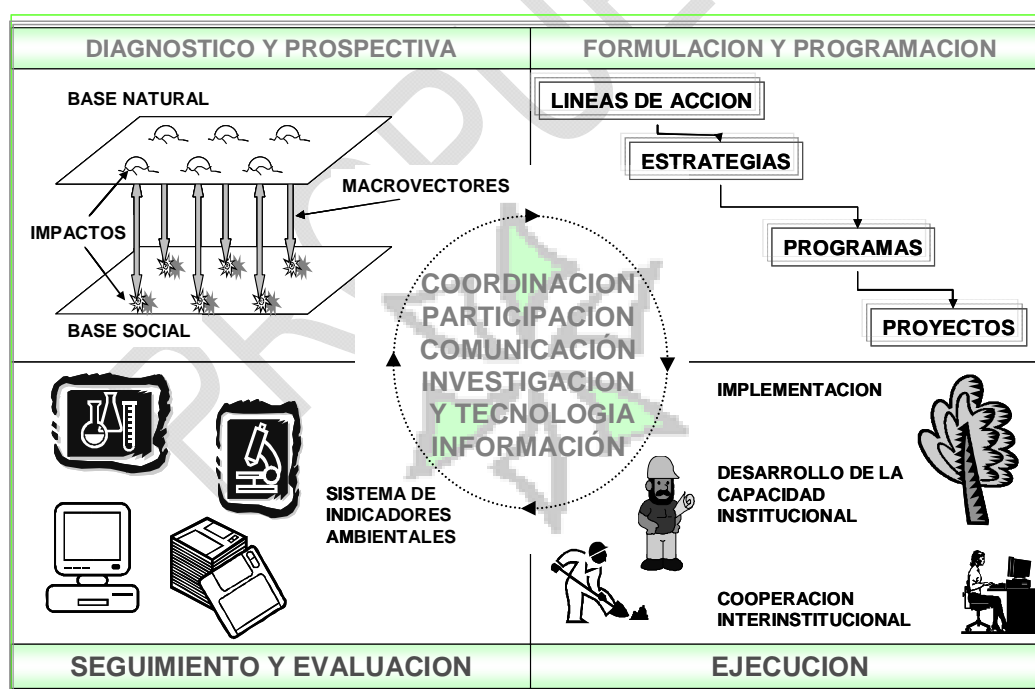 DIAGNOSTICO Y PROSPECTIVA
FORMULACION Y PROGRAMACION
BASE NATURAL
MACROVECTORES
IMPACTOS
BASE SOCIAL
LINEAS DE ACCION
ESTRATEGIAS
PROGRAMAS
PROYECTOS
COORDINACION
PARTICIPACION
COMUNICACIÓN
INVESTIGACION
Y TECNOLOGIA
INFORMACIÓN
SISTEMA DE
INDICADORES
AMBIENTALES
IMPLEMENTACION
DESARROLLO DE LA
CAPACIDAD
INSTITUCIONAL
COOPERACION
INTERINSTITUCIONAL
SEGUIMIENTO Y EVALUACION
EJECUCION